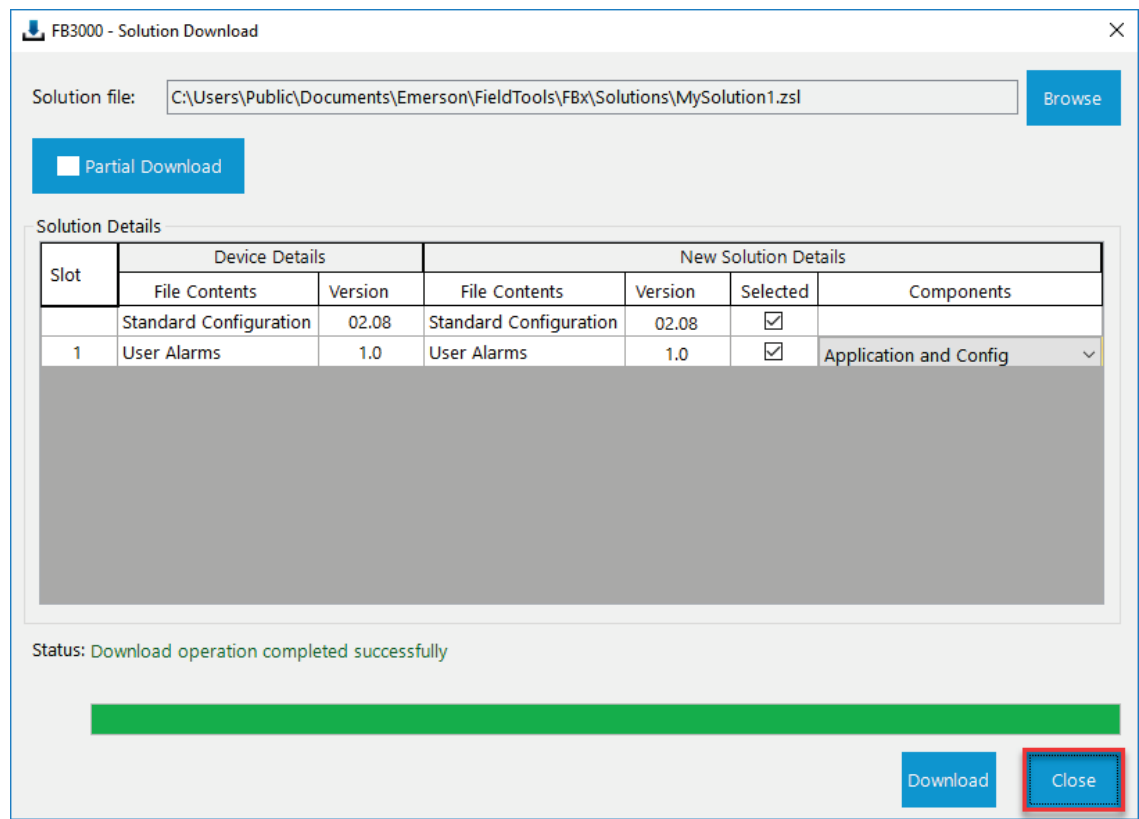 FB3000 - Solution Download
Solution file: C:\Users\Public\Documents\Emerson\FieldTools\FBx\Solutions\MySolution1.zsl Browse
Partial Download
Solution Details
Slot Device Details New Solution Details
File Contents Version File Contents Version Selected Components
Standard Configuration 02.08 Standard Configuration 02.08
1 User Alarms 1.0 User Alarms 1.0 Application and Config
Status: Download operation completed successfully
Download Close